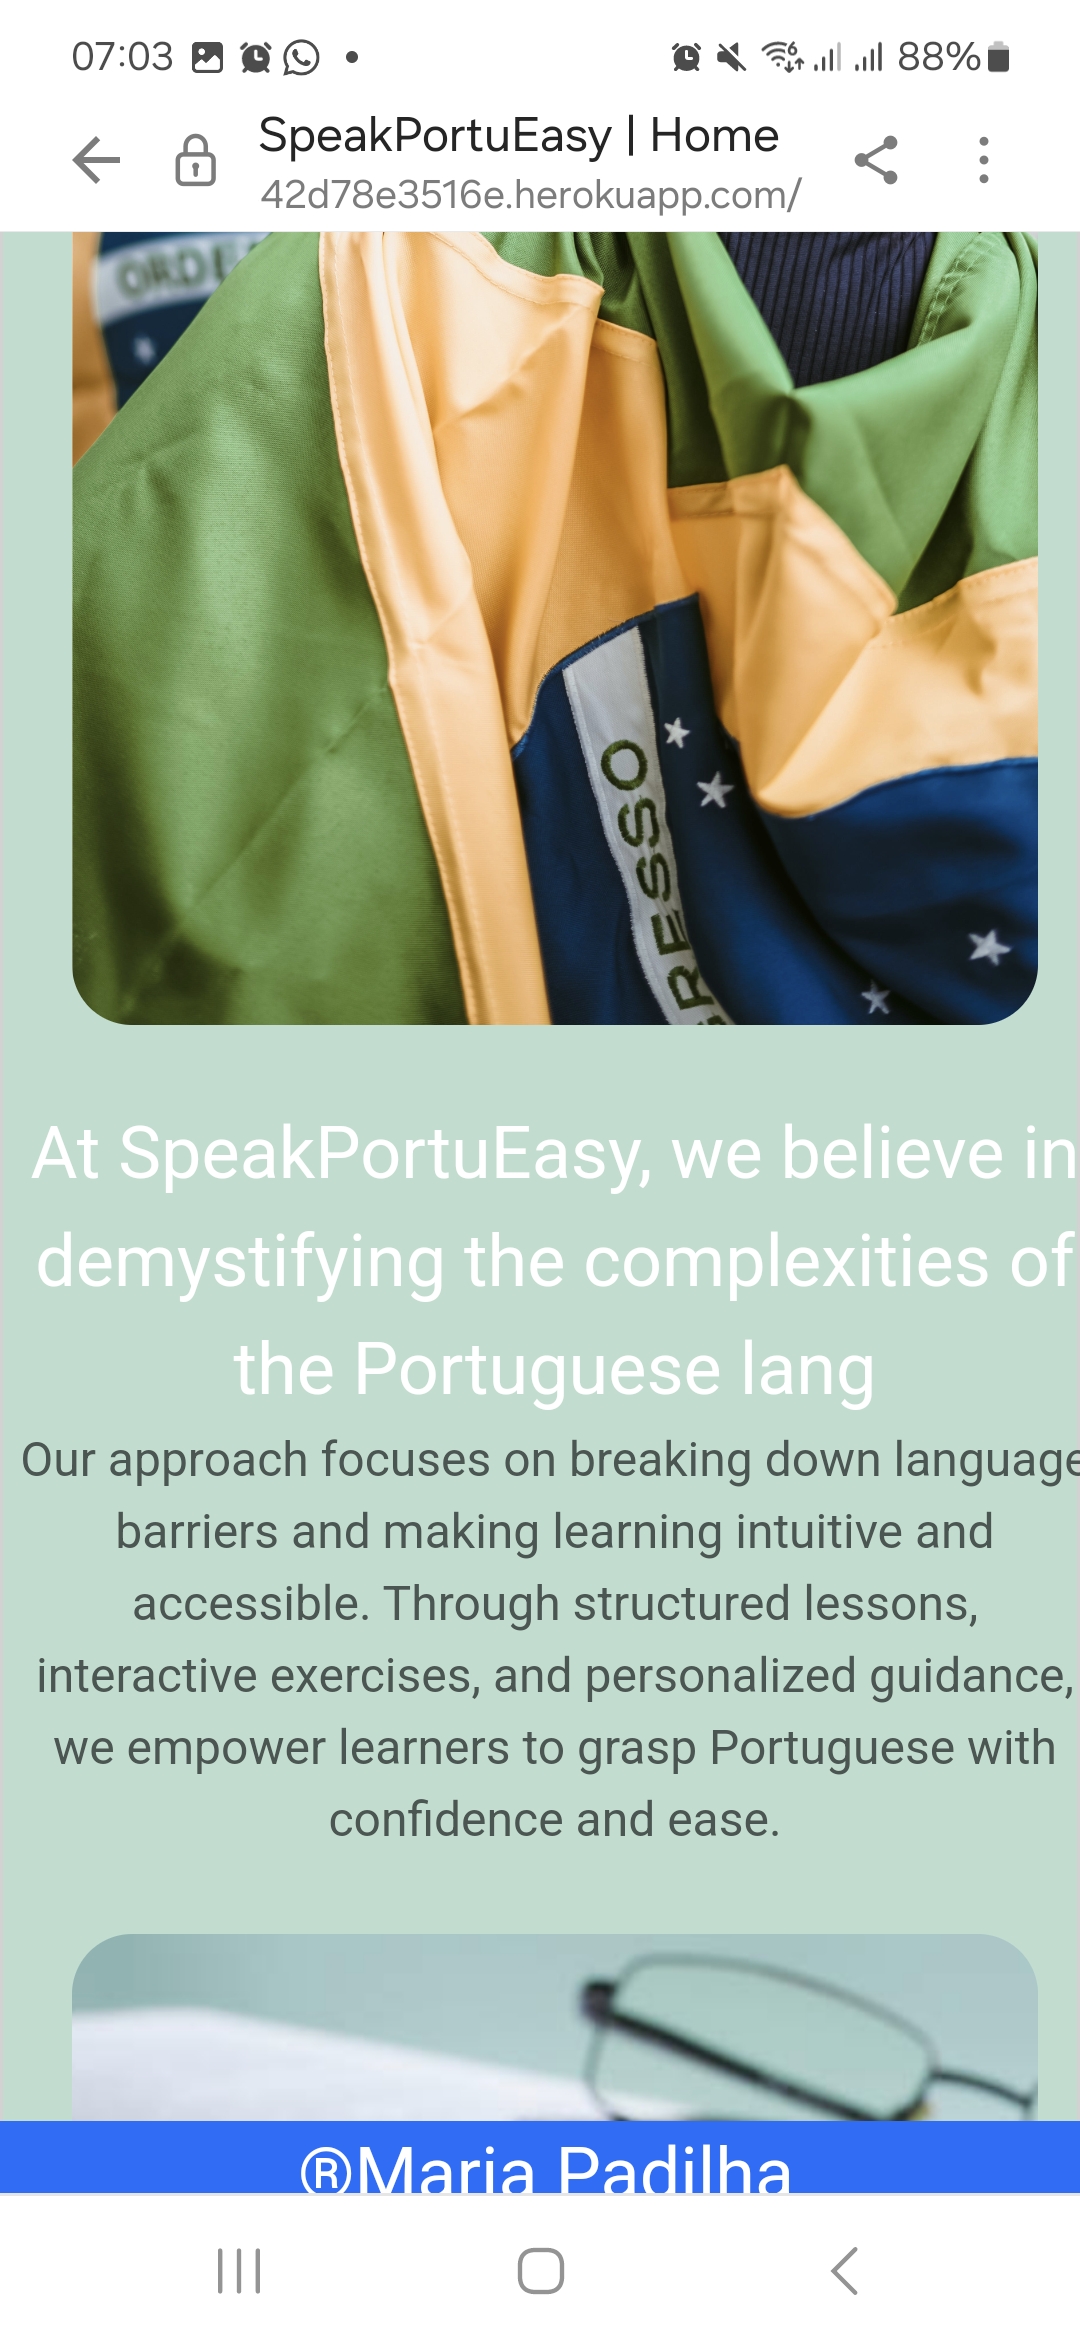 07:03
88%
SpeakPortuEasy | Home
42d78e3516e.herokuapp.com/
ORDE
RESSO
At SpeakPortuEasy, we believe in
demystifying the complexities of
the Portuguese lang
Our approach focuses on breaking down language
barriers and making learning intuitive and
accessible. Through structured lessons,
interactive exercises, and personalized guidance,
we empower learners to grasp Portuguese with
confidence and ease.
®Maria Padilha